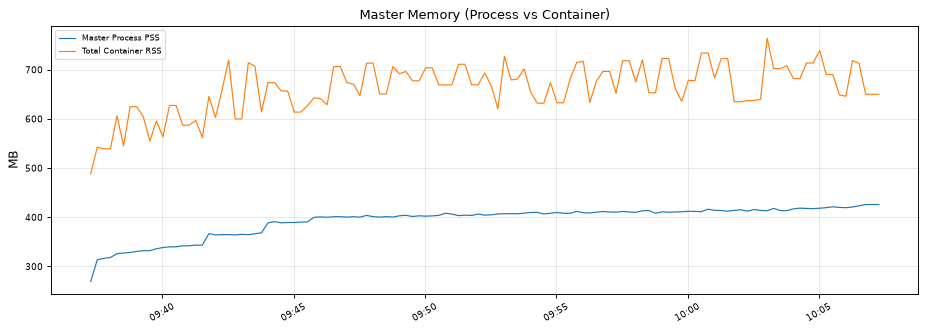 Master Memory (Process vs Container)
Master Process PSS
Total Container RSS
MB
700
600
500
400
300
09:40
09:45
09:50
09:55
10:00
10:05